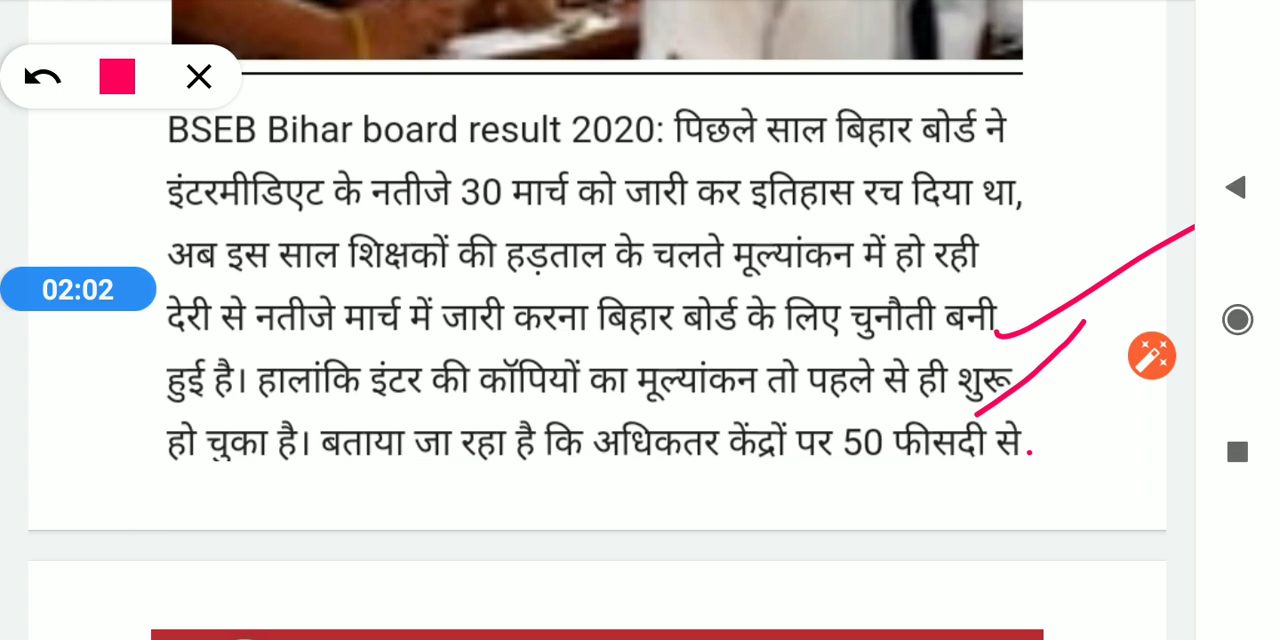 BSEB Bihar board result 2020: पिछले साल बिहार बोर्ड ने
इंटरमीडिएट के नतीजे 30 मार्च को जारी कर इतिहास रच दिया था,
अब इस साल शिक्षकों की हड़ताल के चलते मूल्यांकन में हो रही
02:02
देरी से नतीजे मार्च में जारी करना बिहार बोर्ड के लिए चुनौती बनी
हुई है। हालांकि इंटर की कॉपियों का मूल्यांकन तो पहले से ही शुरू
हो चुका है। बताया जा रहा है कि अधिकतर केंद्रों पर 50 फीसदी से